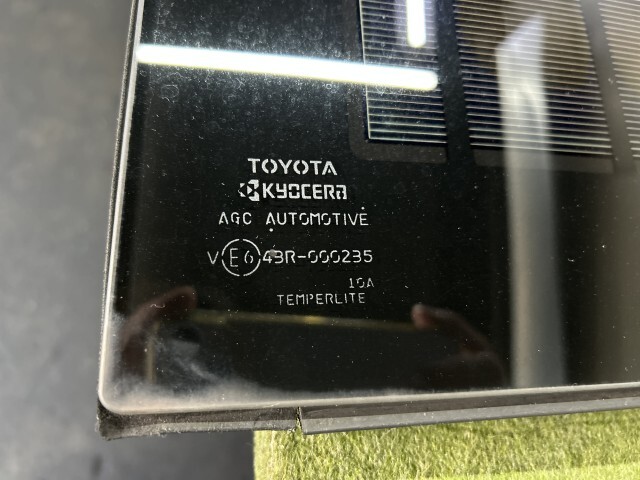 TOYOTA
KYOCERA
AGC AUTOMOTIVE
V E6 43R-000235
10A
TEMPERLITE